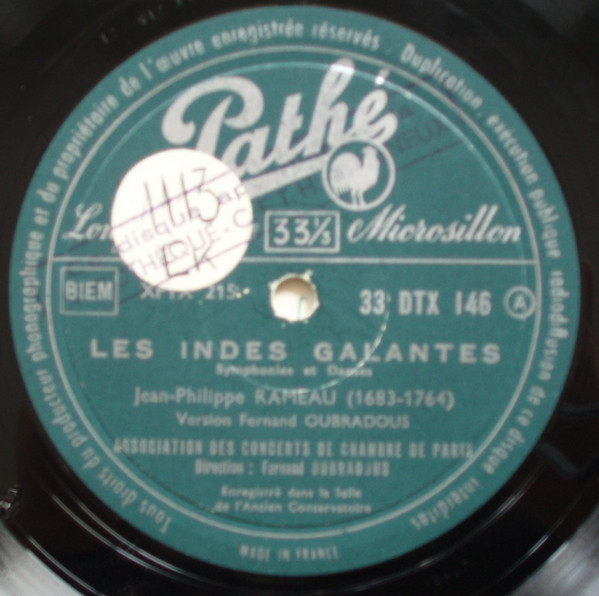 Tous droits du producteur phonographique et du propriétaire de l'œuvre enregistrée réservés. Duplication, exécution publique radiodiffusion de ce disque interdites
Pathé
33⅓ Microsillon
1113
EK
BIEM
33 DTX 146 A
LES INDES GALANTES
Symphonies et Danses
Jean-Philippe RAMEAU (1683-1764)
Version Fernand OUBRADOUS
ASSOCIATION DES CONCERTS DE CHAMBRE DE PARIS
Direction : Fernand OUBRADOUS
Enregistré dans la Salle
de l'Ancien Conservatoire
MADE IN FRANCE